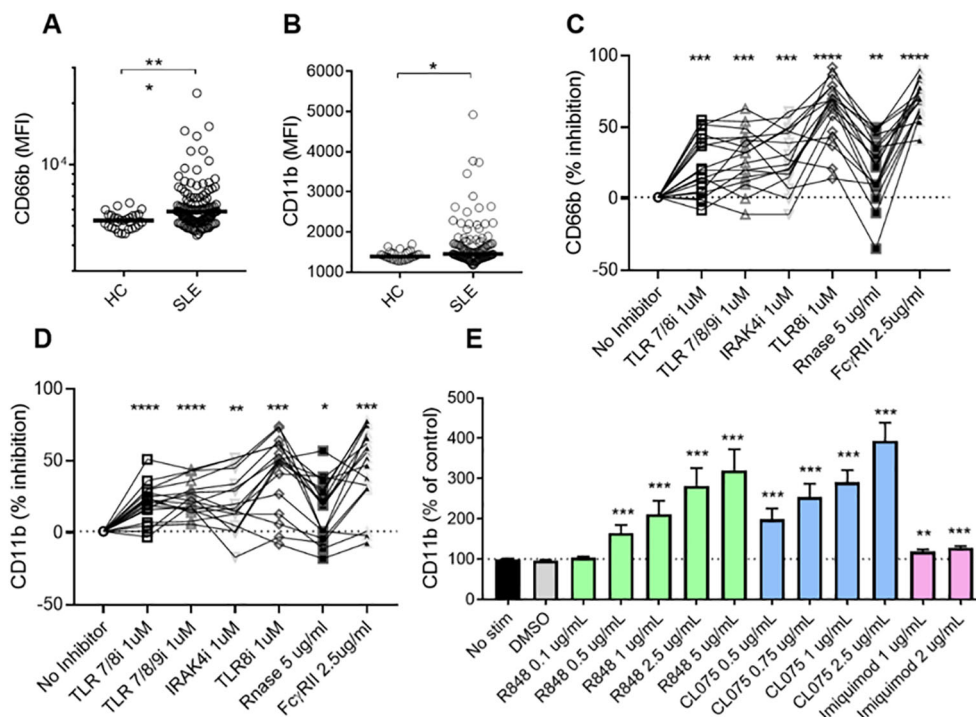 A
**
*
CD66b (MFI)
10⁴
HC
SLE
B
*
CD11b (MFI)
6000
5000
4000
3000
2000
1000
HC
SLE
C
CD66b (% inhibition)
100
50
0
-50
*** *** *** **** ** ****
No Inhibitor
TLR 7/8i 1uM
TLR 7/8/9i 1uM
IRAK4i 1uM
TLR8i 1uM
Rnase 5 ug/ml
FcγRII 2.5ug/ml
D
CD11b (% inhibition)
100
50
0
-50
**** **** ** *** * ***
No Inhibitor
TLR 7/8i 1uM
TLR 7/8/9i 1uM
IRAK4i 1uM
TLR8i 1uM
Rnase 5 ug/ml
FcγRII 2.5ug/ml
E
CD11b (% of control)
500
400
300
200
100
0
*** *** *** *** *** *** *** *** ** ***
No stim
DMSO
R848 0.1 ug/mL
R848 0.5 ug/mL
R848 1 ug/mL
R848 2.5 ug/mL
R848 5 ug/mL
CL075 0.5 ug/mL
CL075 0.75 ug/mL
CL075 1 ug/mL
CL075 2.5 ug/mL
Imiquimod 1 ug/mL
Imiquimod 2 ug/mL